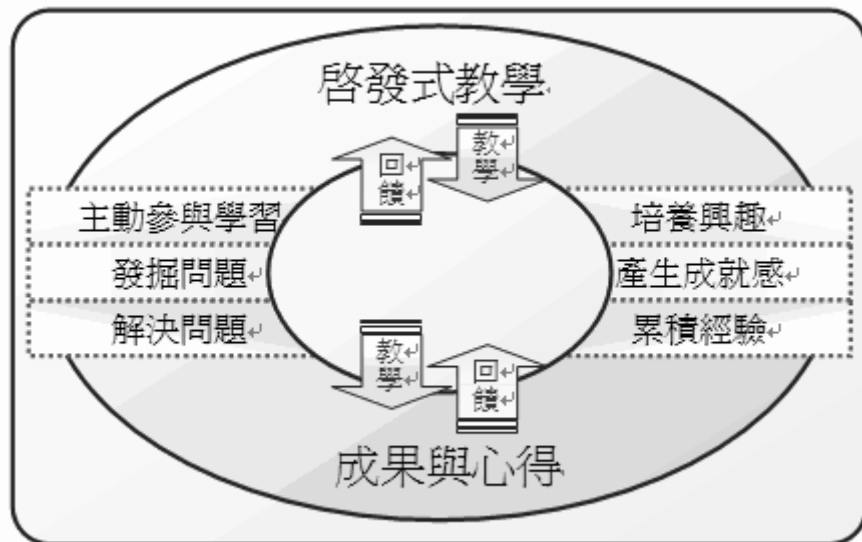 啓發式教學
回饋
教學
主動參與學習
培養興趣
發掘問題
產生成就感
解決問題
累積經驗
教學
回饋
成果與心得